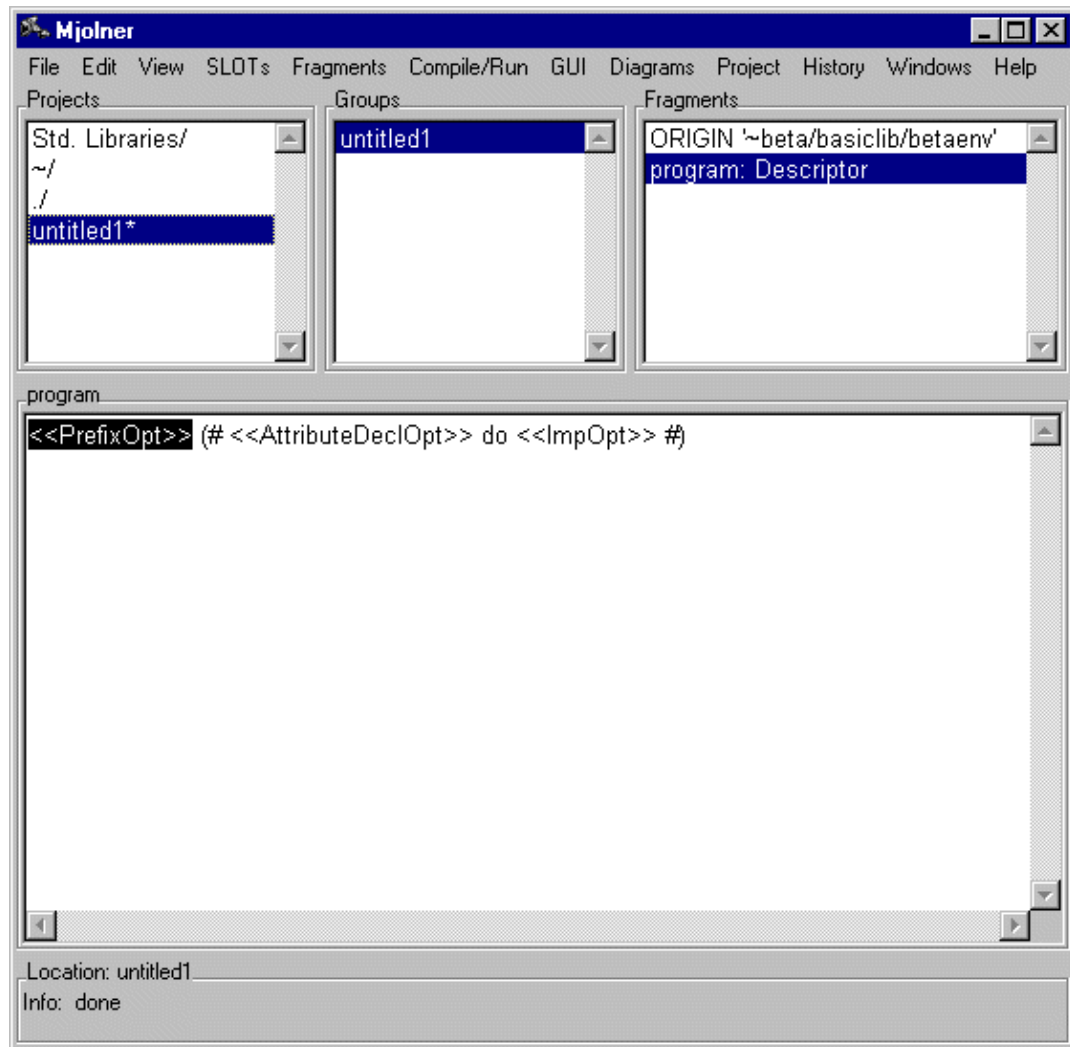 Mjolner
File Edit View SLOTs Fragments Compile/Run GUI Diagrams Project History Windows Help
Projects
Std. Libraries/
~/
./
untitled1*
Groups
untitled1
Fragments
ORIGIN '~beta/basiclib/betaenv'
program: Descriptor
program
<<PrefixOpt>> (# <<AttributeDeclOpt>> do <<ImpOpt>> #)
Location: untitled1
Info: done